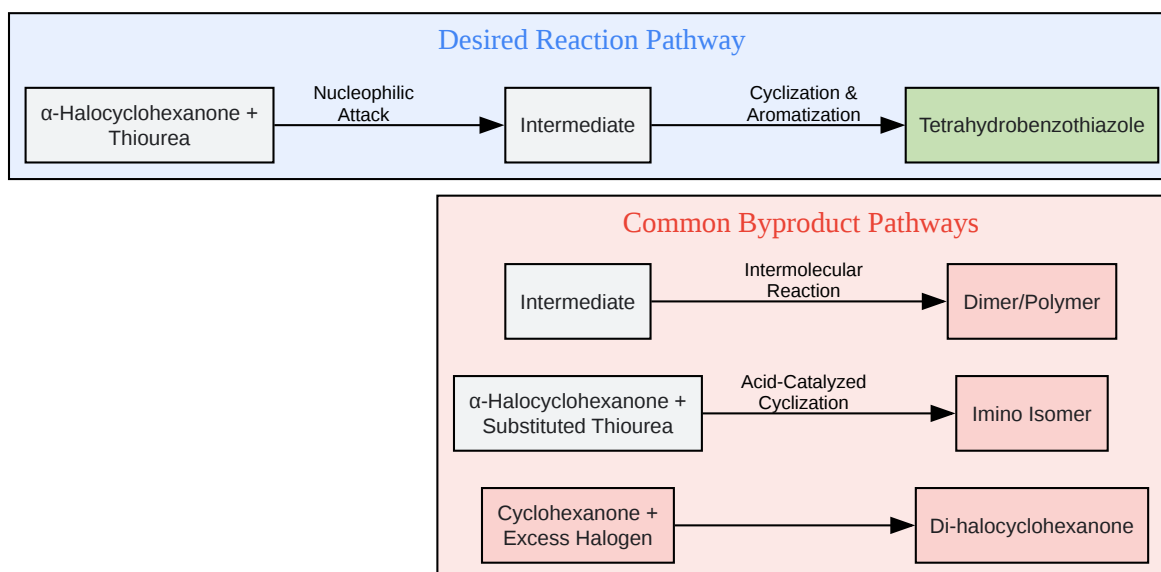 Desired Reaction Pathway
α-Halocyclohexanone +
Thiourea
Nucleophilic
Attack
Intermediate
Cyclization &
Aromatization
Tetrahydrobenzothiazole
Common Byproduct Pathways
Intermediate
Intermolecular
Reaction
Dimer/Polymer
α-Halocyclohexanone +
Substituted Thiourea
Acid-Catalyzed
Cyclization
Imino Isomer
Cyclohexanone +
Excess Halogen
Di-halocyclohexanone